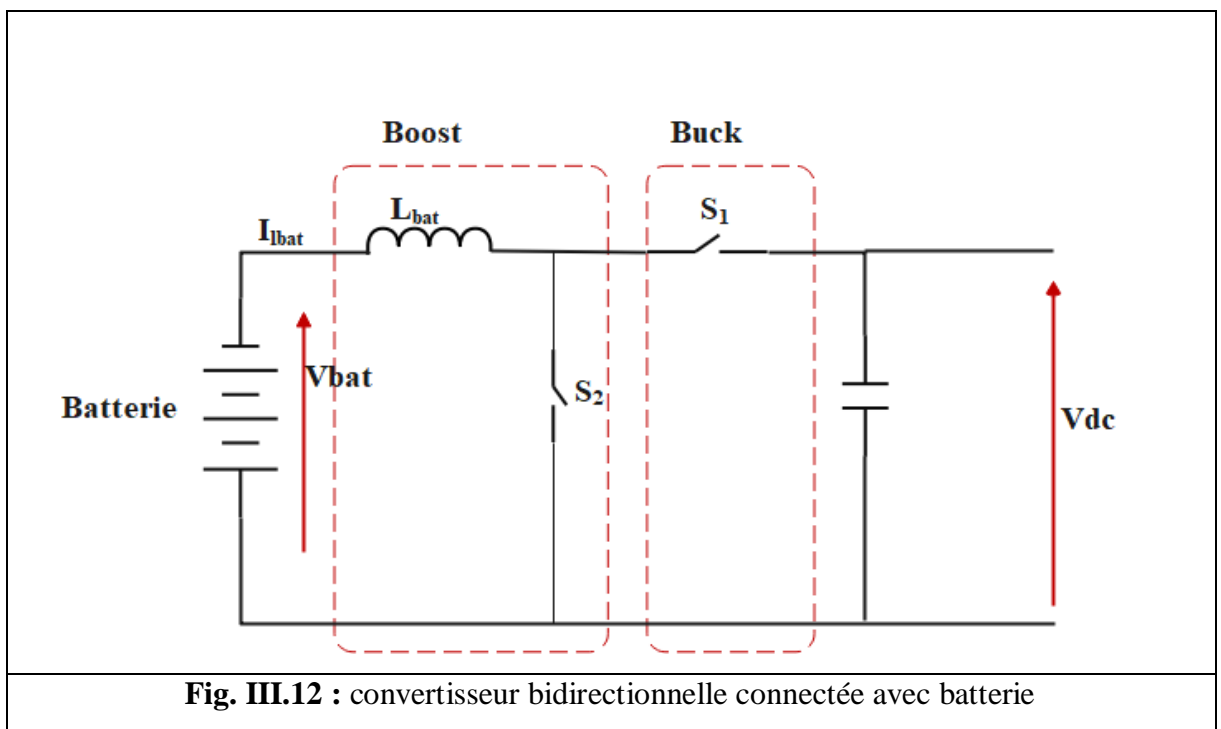 Boost
Buck
I_lbat
L_bat
S_1
Vbat
S_2
Batterie
Vdc
Fig. III.12 : convertisseur bidirectionnelle connectée avec batterie